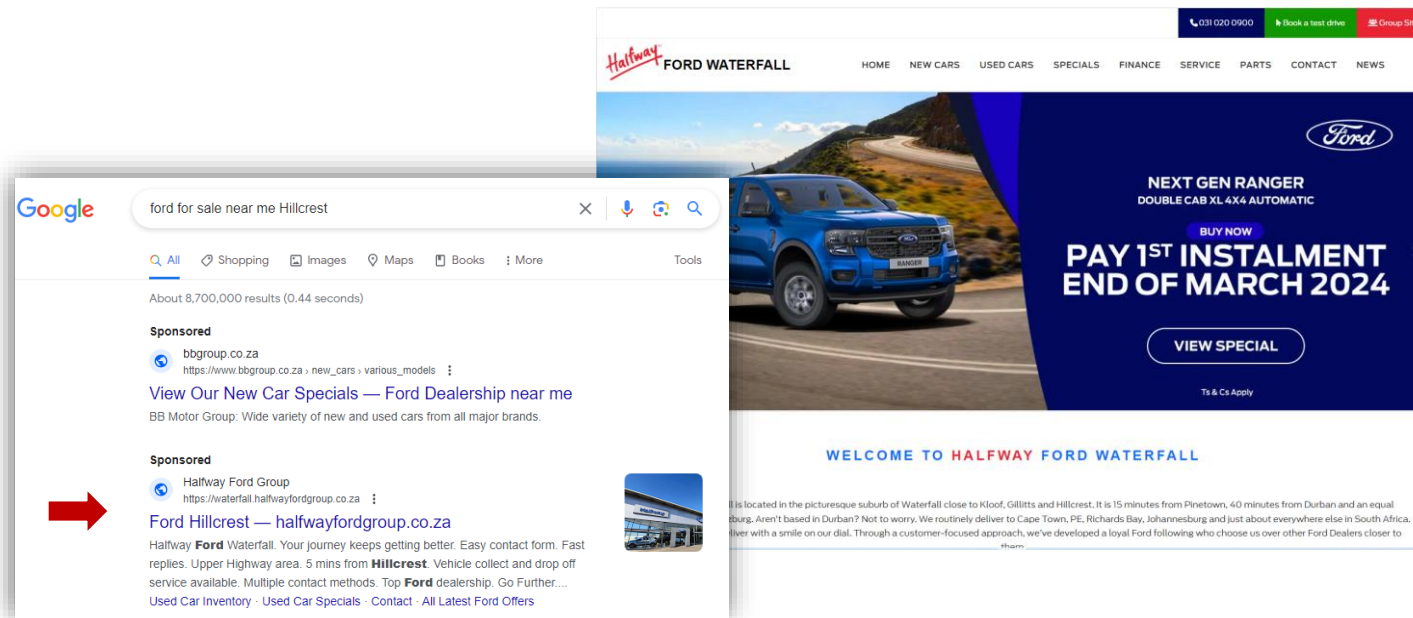 031 020 0900
Book a test drive
Group Sit
Halfway FORD WATERFALL
HOME NEW CARS USED CARS SPECIALS FINANCE SERVICE PARTS CONTACT NEWS
Ford
NEXT GEN RANGER
DOUBLE CAB XL 4X4 AUTOMATIC
BUY NOW
PAY 1ST INSTALMENT
END OF MARCH 2024
VIEW SPECIAL
Ts & Cs Apply
RANGER
WELCOME TO HALFWAY FORD WATERFALL
ll is located in the picturesque suburb of Waterfall close to Kloof, Gillitts and Hillcrest. It is 15 minutes from Pinetown, 40 minutes from Durban and an equal
zburg. Aren't based in Durban? Not to worry. We routinely deliver to Cape Town, PE, Richards Bay, Johannesburg and just about everywhere else in South Africa.
liver with a smile on our dial. Through a customer-focused approach, we've developed a loyal Ford following who choose us over other Ford Dealers closer to
them
Google
ford for sale near me Hillcrest
All Shopping Images Maps Books More Tools
About 8,700,000 results (0.44 seconds)
Sponsored
bbgroup.co.za
https://www.bbgroup.co.za › new_cars › various_models
View Our New Car Specials — Ford Dealership near me
BB Motor Group: Wide variety of new and used cars from all major brands.
Sponsored
Halfway Ford Group
https://waterfall.halfwayfordgroup.co.za
Ford Hillcrest — halfwayfordgroup.co.za
Halfway Ford Waterfall. Your journey keeps getting better. Easy contact form. Fast
replies. Upper Highway area. 5 mins from Hillcrest. Vehicle collect and drop off
service available. Multiple contact methods. Top Ford dealership. Go Further....
Used Car Inventory · Used Car Specials · Contact · All Latest Ford Offers